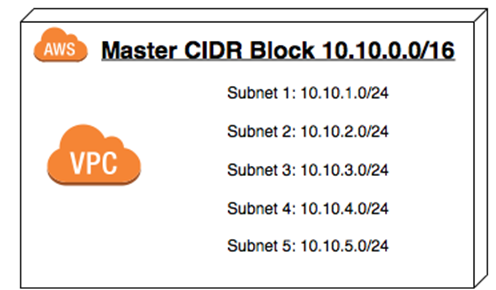 AWS
Master CIDR Block 10.10.0.0/16
Subnet 1: 10.10.1.0/24
Subnet 2: 10.10.2.0/24
VPC
Subnet 3: 10.10.3.0/24
Subnet 4: 10.10.4.0/24
Subnet 5: 10.10.5.0/24